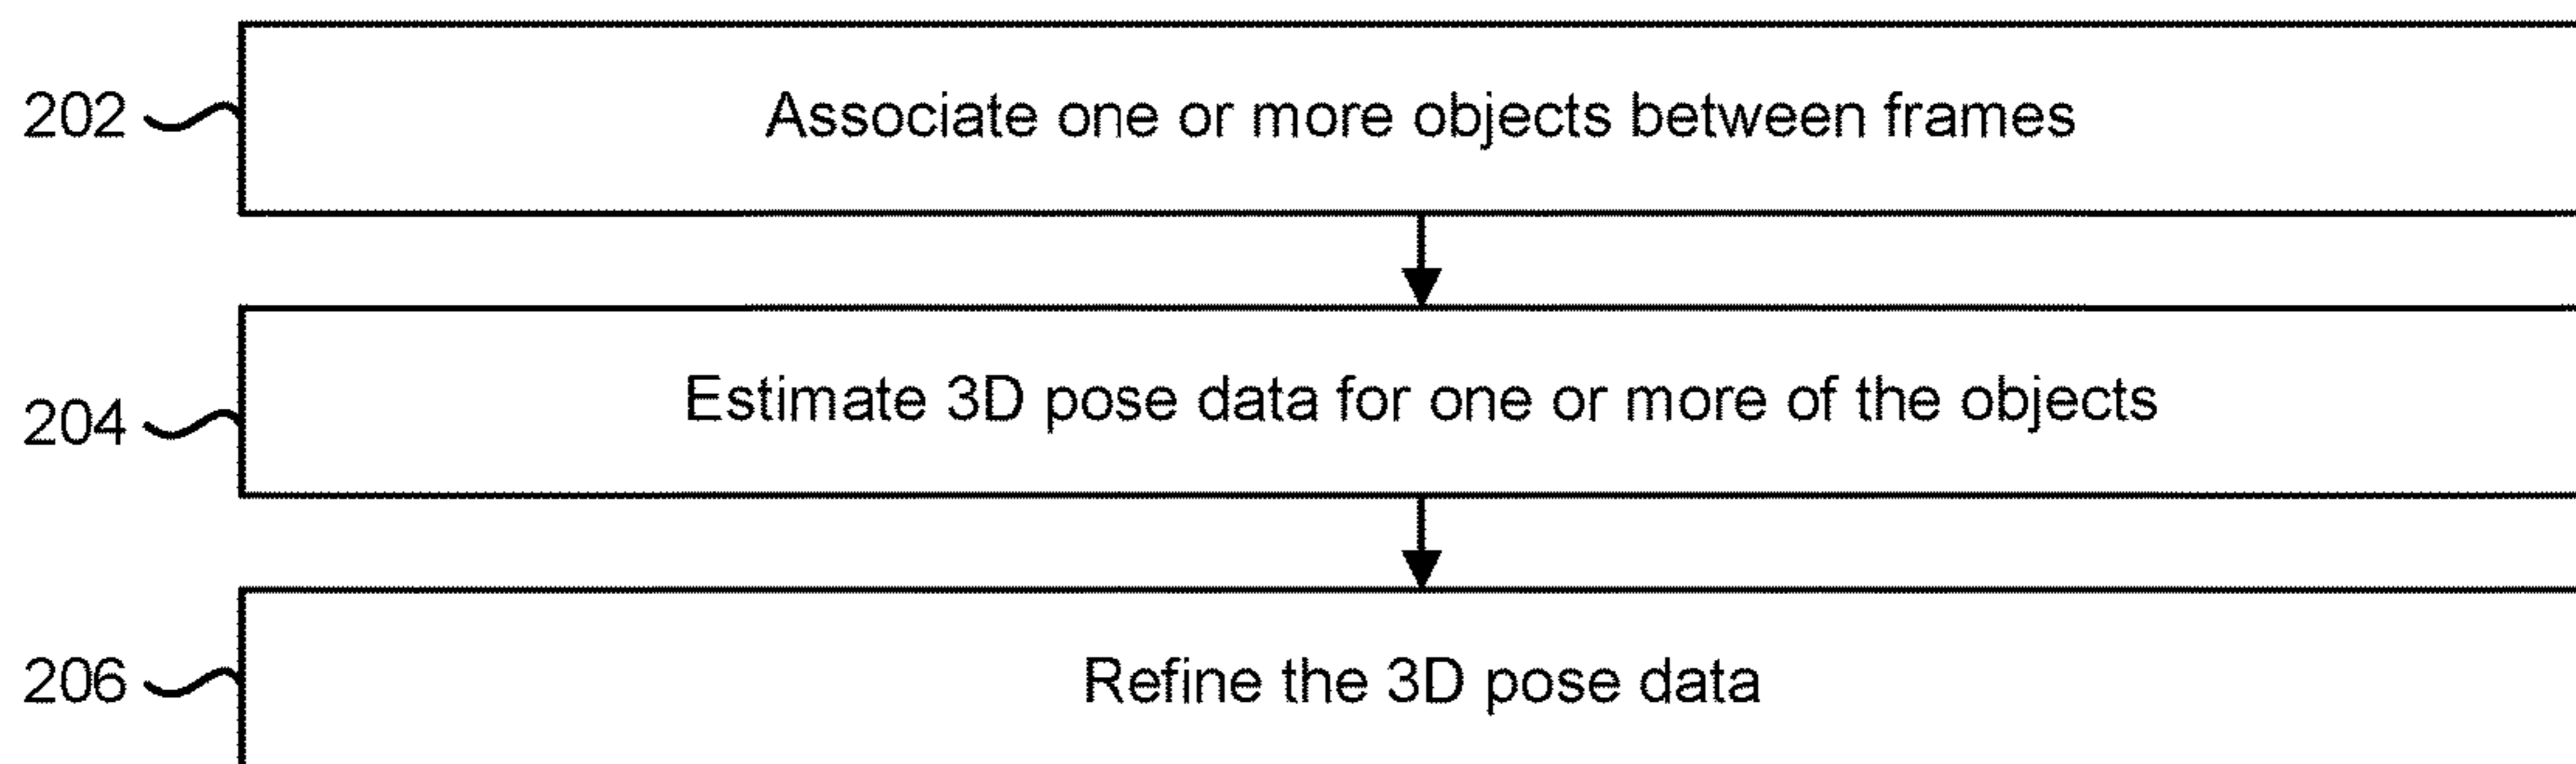 202 Associate one or more objects between frames
204 Estimate 3D pose data for one or more of the objects
206 Refine the 3D pose data